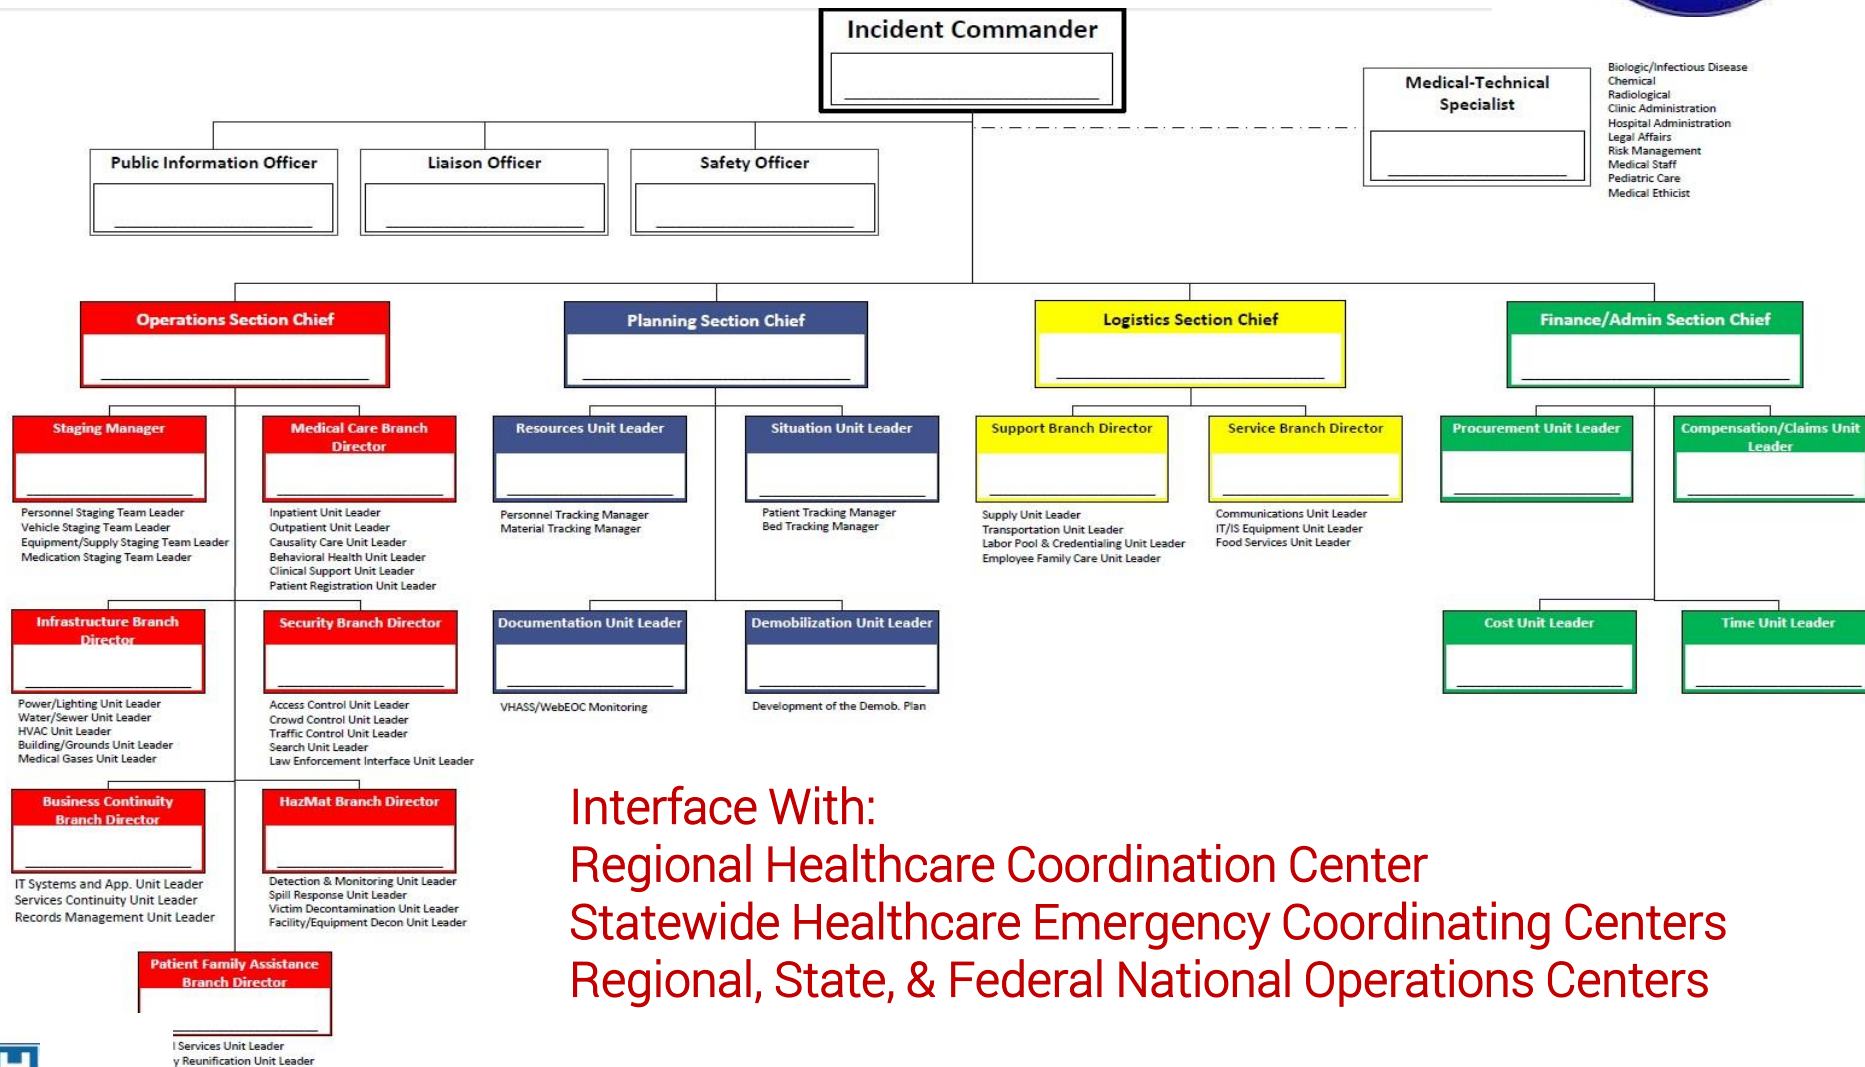 Incident Commander
Medical-Technical
Specialist
Biologic/Infectious Disease
Chemical
Radiological
Clinic Administration
Hospital Administration
Legal Affairs
Risk Management
Medical Staff
Pediatric Care
Medical Ethicist
Public Information Officer
Liaison Officer
Safety Officer
Operations Section Chief
Planning Section Chief
Logistics Section Chief
Finance/Admin Section Chief
Staging Manager
Personnel Staging Team Leader
Vehicle Staging Team Leader
Equipment/Supply Staging Team Leader
Medication Staging Team Leader
Medical Care Branch
Director
Inpatient Unit Leader
Outpatient Unit Leader
Causality Care Unit Leader
Behavioral Health Unit Leader
Clinical Support Unit Leader
Patient Registration Unit Leader
Resources Unit Leader
Personnel Tracking Manager
Material Tracking Manager
Situation Unit Leader
Patient Tracking Manager
Bed Tracking Manager
Support Branch Director
Supply Unit Leader
Transportation Unit Leader
Labor Pool & Credentialing Unit Leader
Employee Family Care Unit Leader
Service Branch Director
Communications Unit Leader
IT/IS Equipment Unit Leader
Food Services Unit Leader
Procurement Unit Leader
Compensation/Claims Unit
Leader
Infrastructure Branch
Director
Power/Lighting Unit Leader
Water/Sewer Unit Leader
HVAC Unit Leader
Building/Grounds Unit Leader
Medical Gases Unit Leader
Security Branch Director
Access Control Unit Leader
Crowd Control Unit Leader
Traffic Control Unit Leader
Search Unit Leader
Law Enforcement Interface Unit Leader
Documentation Unit Leader
VHASS/WebEOC Monitoring
Demobilization Unit Leader
Development of the Demob. Plan
Cost Unit Leader
Time Unit Leader
Business Continuity
Branch Director
IT Systems and App. Unit Leader
Services Continuity Unit Leader
Records Management Unit Leader
HazMat Branch Director
Detection & Monitoring Unit Leader
Spill Response Unit Leader
Victim Decontamination Unit Leader
Facility/Equipment Decon Unit Leader
Patient Family Assistance
Branch Director
Services Unit Leader
Reunification Unit Leader
Interface With:
Regional Healthcare Coordination Center
Statewide Healthcare Emergency Coordinating Centers
Regional, State, & Federal National Operations Centers